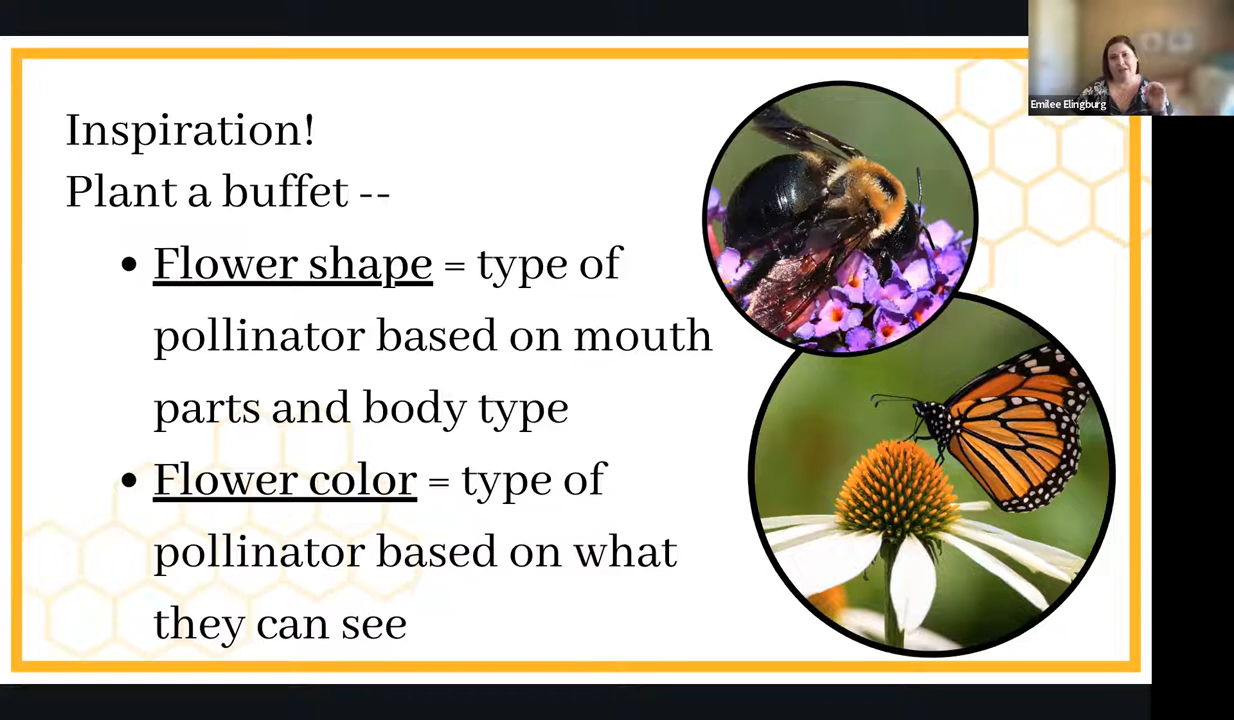 Emilee Elingburg
Inspiration!
Plant a buffet --
• Flower shape = type of
pollinator based on mouth
parts and body type
• Flower color = type of
pollinator based on what
they can see